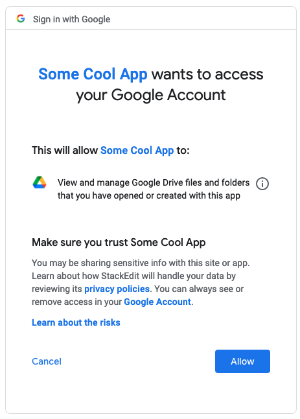 Sign in with Google
Some Cool App wants to access
your Google Account
This will allow Some Cool App to:
View and manage Google Drive files and folders
that you have opened or created with this app
Make sure you trust Some Cool App
You may be sharing sensitive info with this site or app.
Learn about how StackEdit will handle your data by
reviewing its privacy policies. You can always see or
remove access in your Google Account.
Learn about the risks
Cancel
Allow